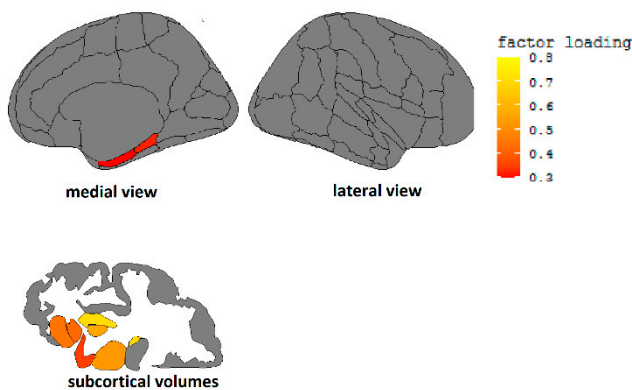 factor loading
0.8
0.7
0.6
0.5
0.4
0.3
medial view
lateral view
subcortical volumes